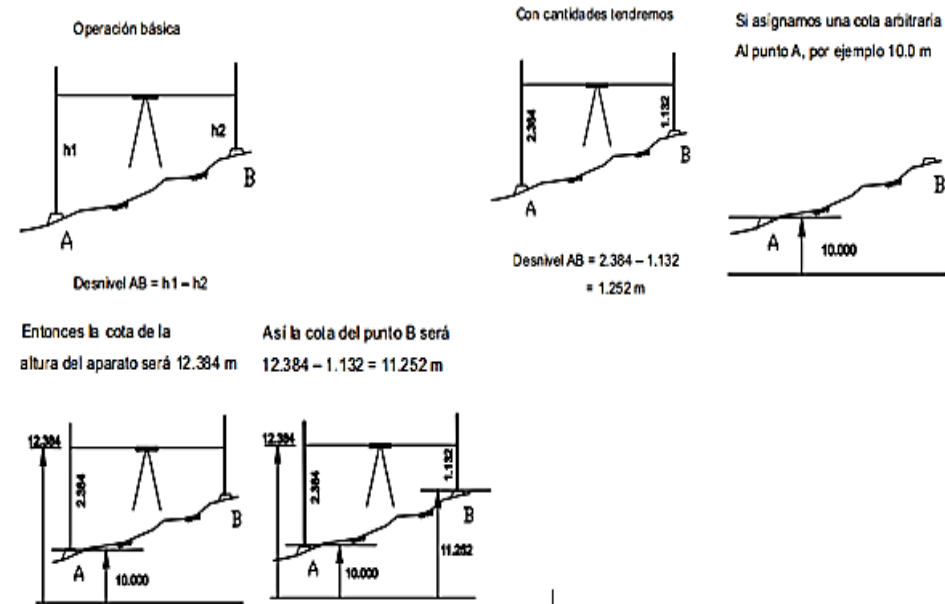 Operación básica
h1
h2
A
B
Desnivel AB = h1 – h2
Con cantidades tendremos
2.384
1.132
A
B
Desnivel AB = 2.384 – 1.132
= 1.252 m
Si asignamos una cota arbitraria
Al punto A, por ejemplo 10.0 m
A
B
10.000
Entonces la cota de la
altura del aparato será 12.384 m
12.384
2.384
A
B
10.000
Así la cota del punto B será
12.384 – 1.132 = 11.252 m
12.384
2.384
1.132
A
B
10.000
11.252